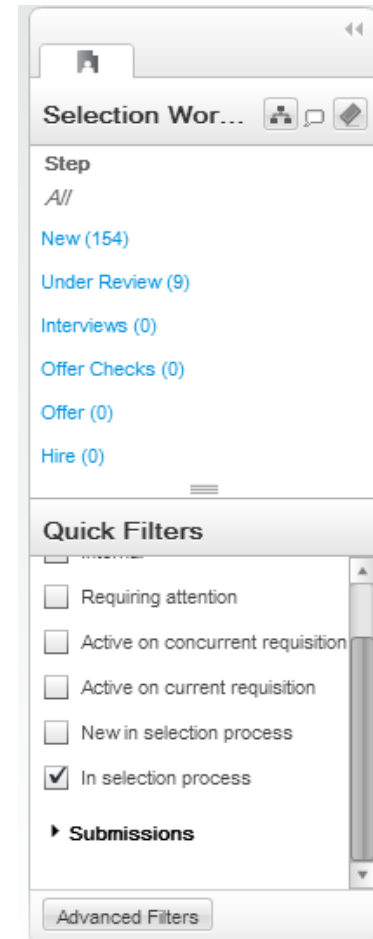 Selection Wor...
Step
All
New (154)
Under Review (9)
Interviews (0)
Offer Checks (0)
Offer (0)
Hire (0)
Quick Filters
Requiring attention
Active on concurrent requisition
Active on current requisition
New in selection process
In selection process
Submissions
Advanced Filters